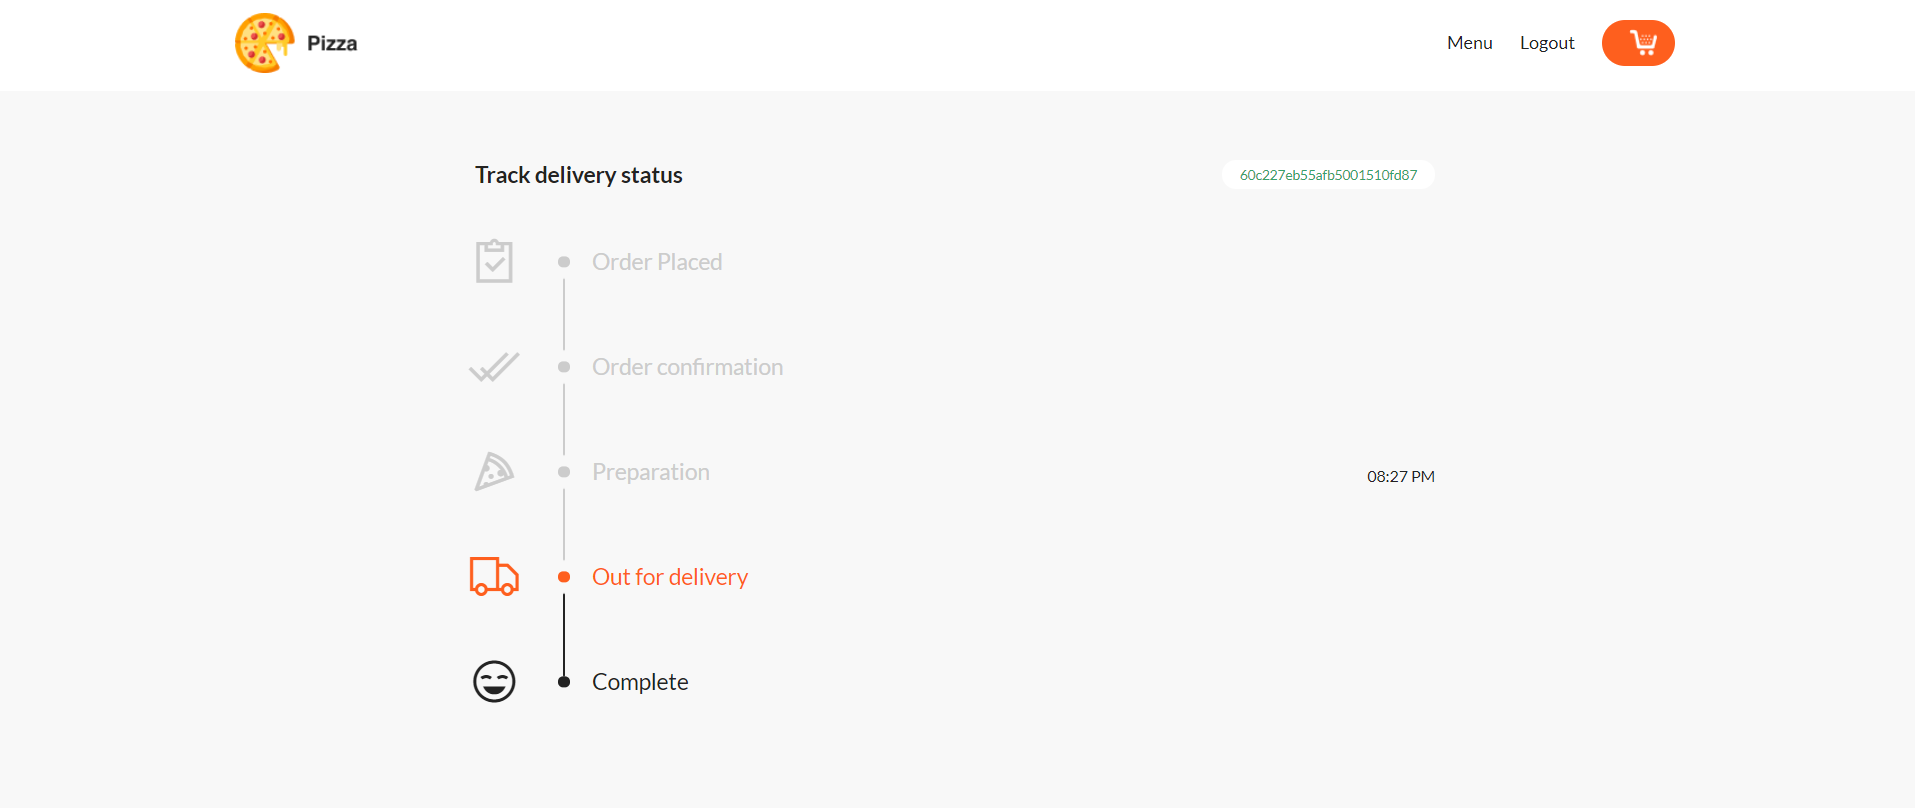 Pizza
Menu Logout
Track delivery status 60c227eb55afb5001510fd87
Order Placed
Order confirmation
Preparation 08:27 PM
Out for delivery
Complete